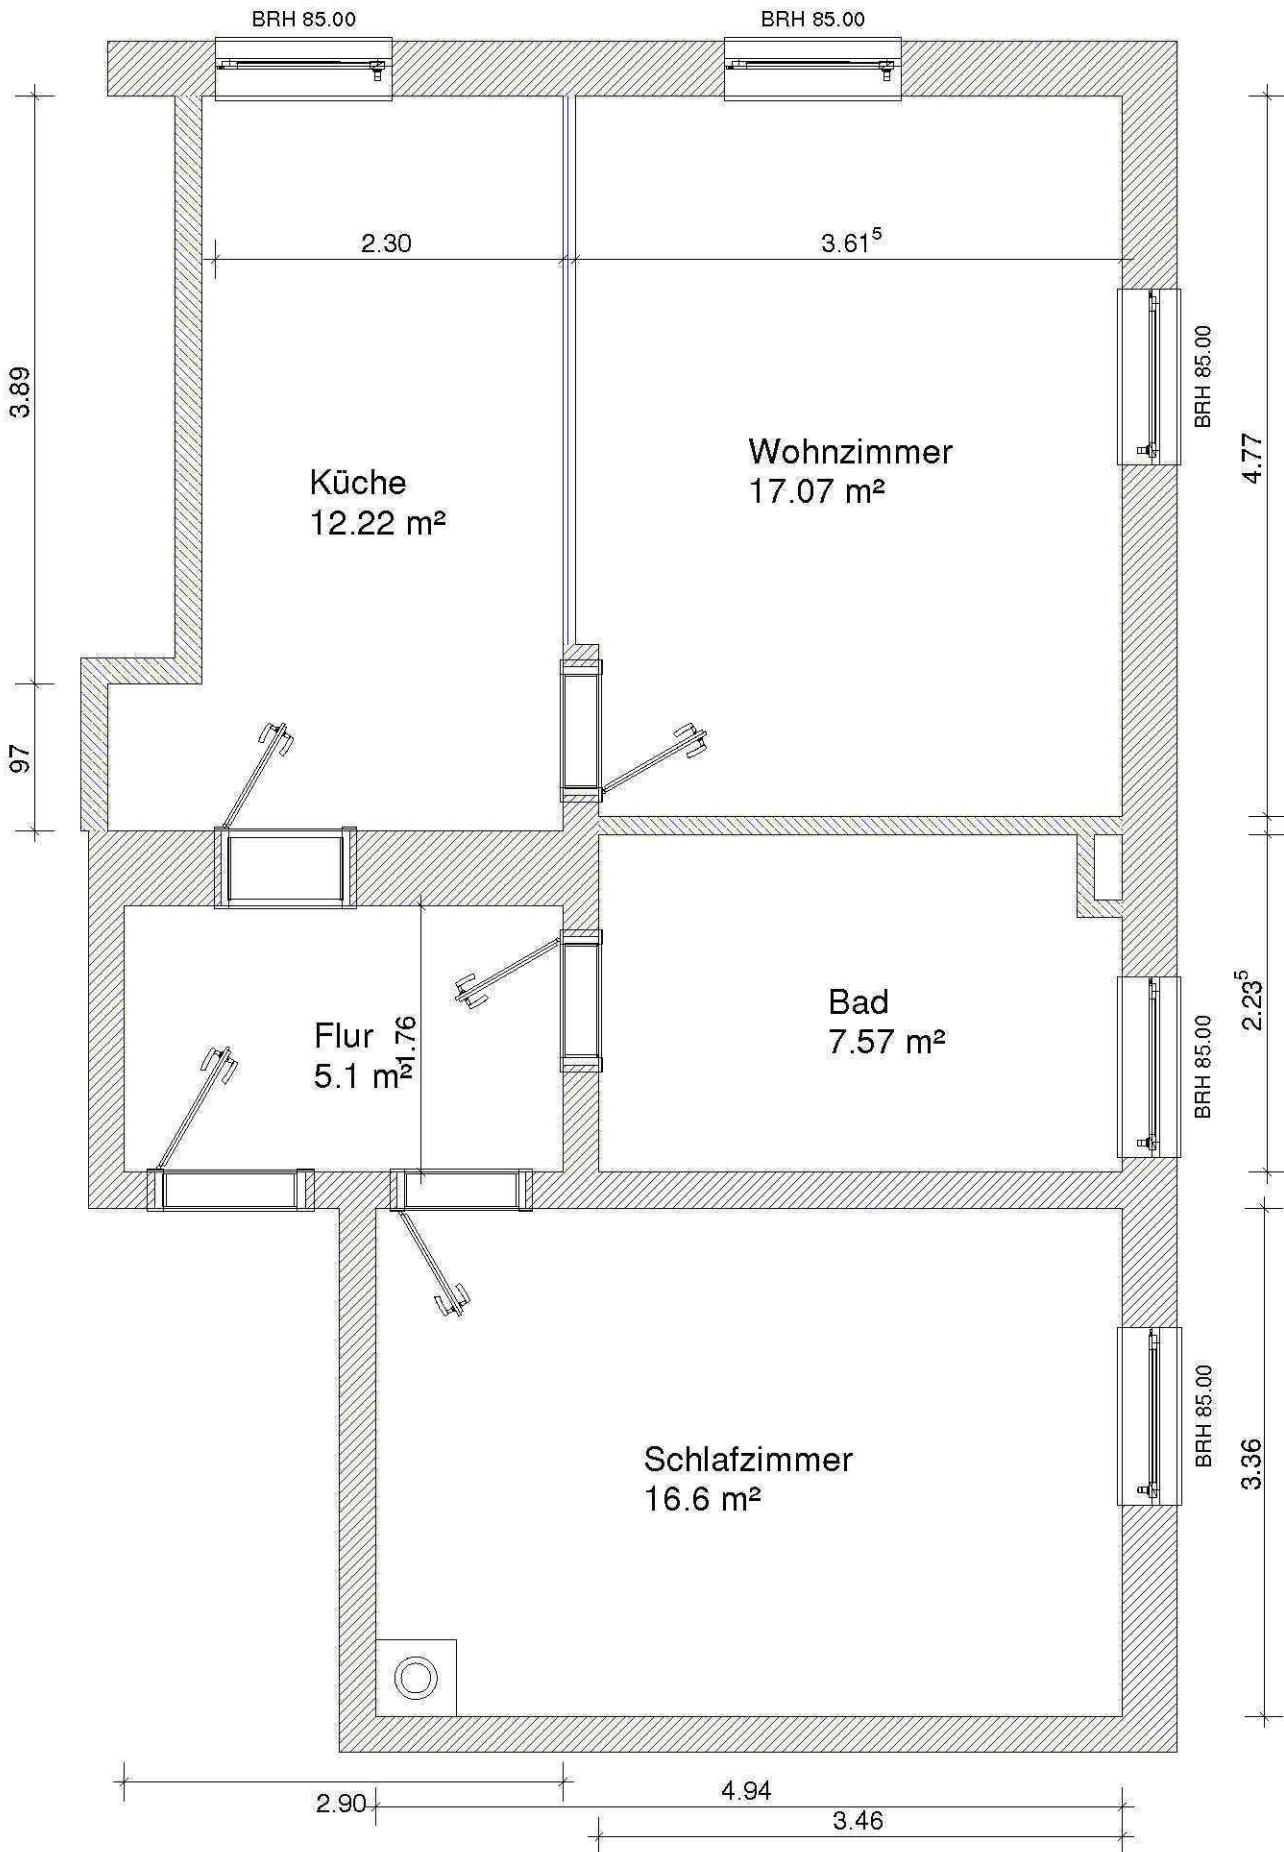 BRH 85.00
BRH 85.00
2.30
3.61⁵
3.89
BRH 85.00
4.77
Küche
12.22 m²
Wohnzimmer
17.07 m²
97
Flur
5.1 m²
1.76
Bad
7.57 m²
2.23⁵
BRH 85.00
BRH 85.00
3.36
Schlafzimmer
16.6 m²
2.90
4.94
3.46